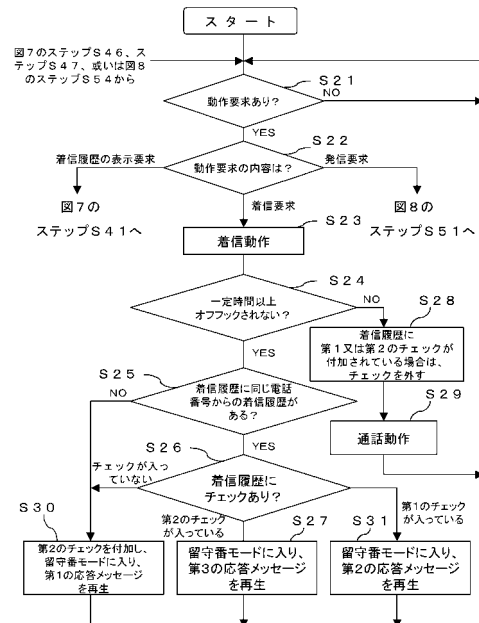 スタート
図７のステップＳ４６、ス
テップＳ４７、或いは図８
のステップＳ５４から
Ｓ２１
動作要求あり？
NO
YES
Ｓ２２
着信履歴の表示要求
動作要求の内容は？
発信要求
図７の
ステップＳ４１へ
着信要求
図８の
ステップＳ５１へ
Ｓ２３
着信動作
Ｓ２４
一定時間以上
オフフックされない？
NO
Ｓ２８
着信履歴に
第１又は第２のチェックが
付加されている場合は、
チェックを外す
YES
Ｓ２５
着信履歴に同じ電話
番号からの着信履歴が
ある？
NO
Ｓ２９
通話動作
YES
Ｓ２６
チェックが入っ
ていない
着信履歴に
チェックあり？
第２のチェック
が入っている
第１のチェック
が入っている
Ｓ３０
第２のチェックを付加し、
留守番モードに入り、
第１の応答メッセージ
を再生
Ｓ２７
留守番モードに入り、
第３の応答メッセージ
を再生
Ｓ３１
留守番モードに入り、
第２の応答メッセージ
を再生